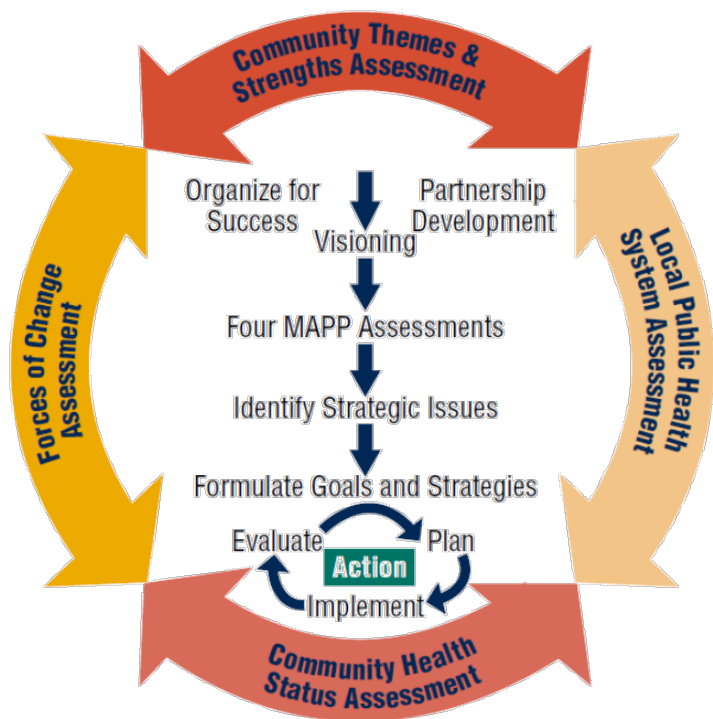 Community Themes &
Strengths Assessment
Organize for
Success
Partnership
Development
Visioning
Four MAPP Assessments
Identify Strategic Issues
Formulate Goals and Strategies
Evaluate
Plan
Action
Implement
Forces of Change
Assessment
Local Public Health
System Assessment
Community Health
Status Assessment